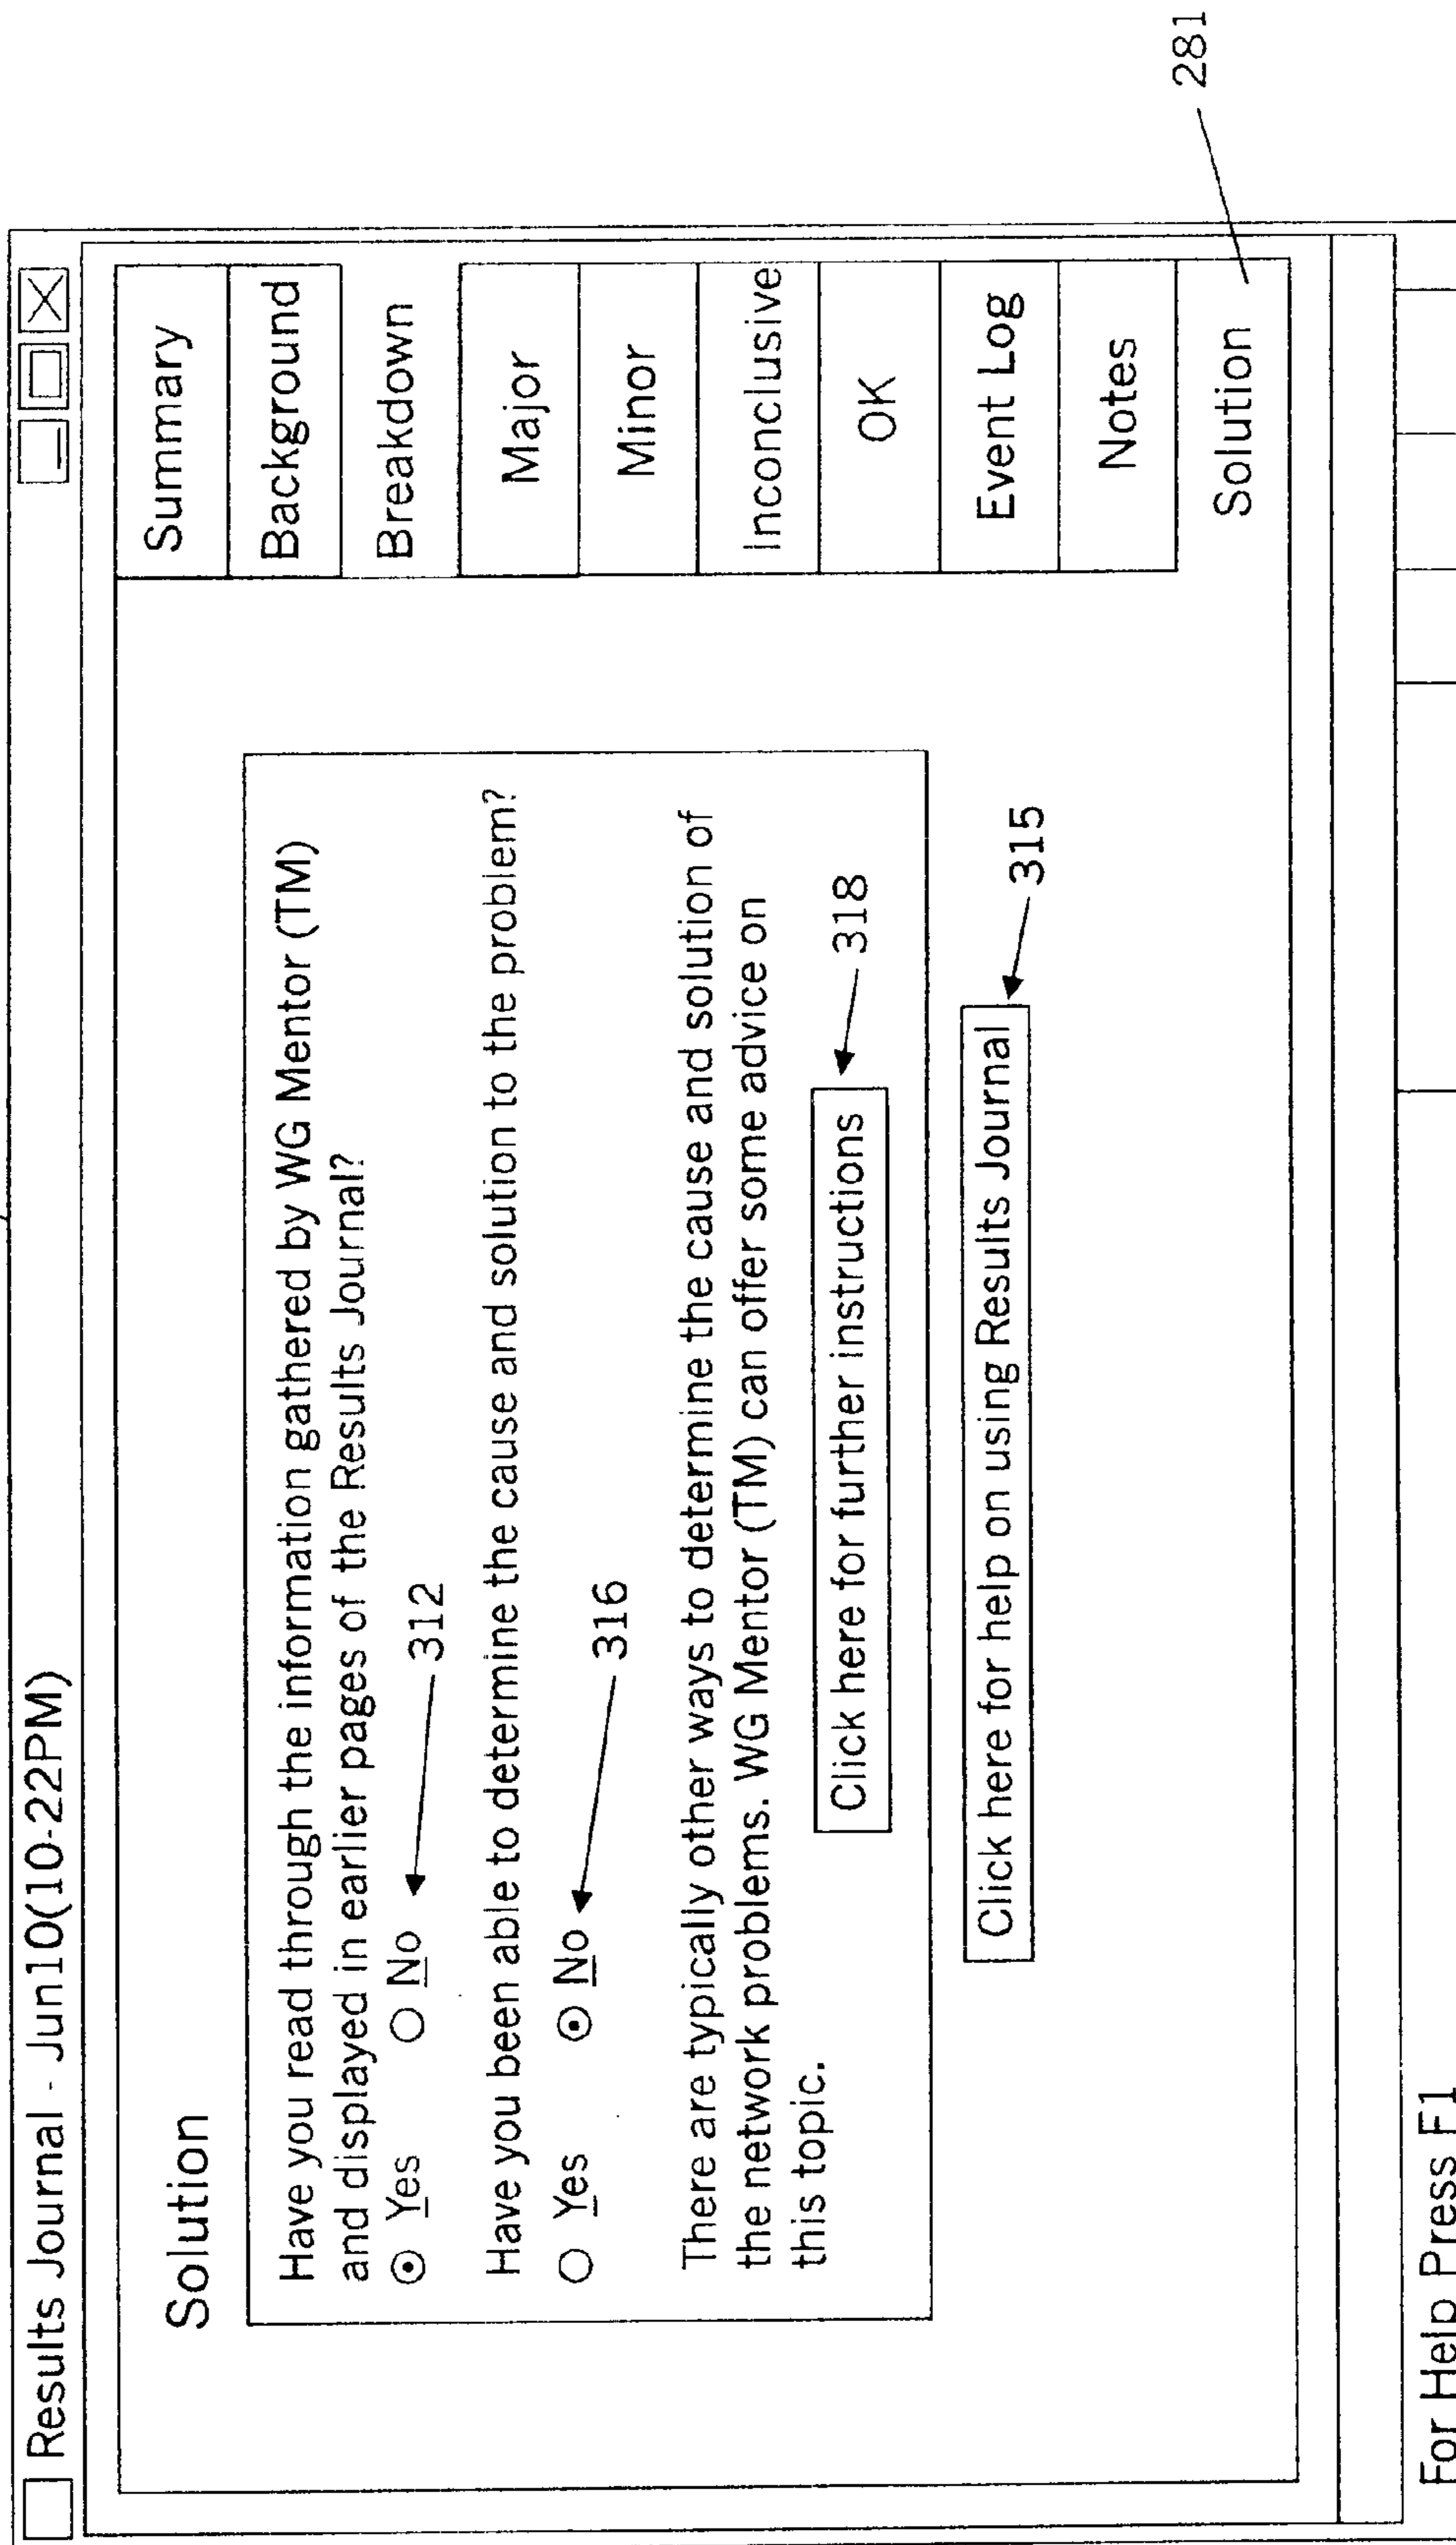 Results Journal - Jun10(10-22PM)
Solution
Have you read through the information gathered by WG Mentor (TM)
and displayed in earlier pages of the Results Journal?
Yes No 312
Have you been able to determine the cause and solution to the problem?
Yes No 316
There are typically other ways to determine the cause and solution of
the network problems. WG Mentor (TM) can offer some advice on
this topic.
Click here for further instructions 318
Click here for help on using Results Journal 315
Summary
Background
Breakdown
Major
Minor
Inconclusive
OK
Event Log
Notes
Solution
281
For Help Press F1